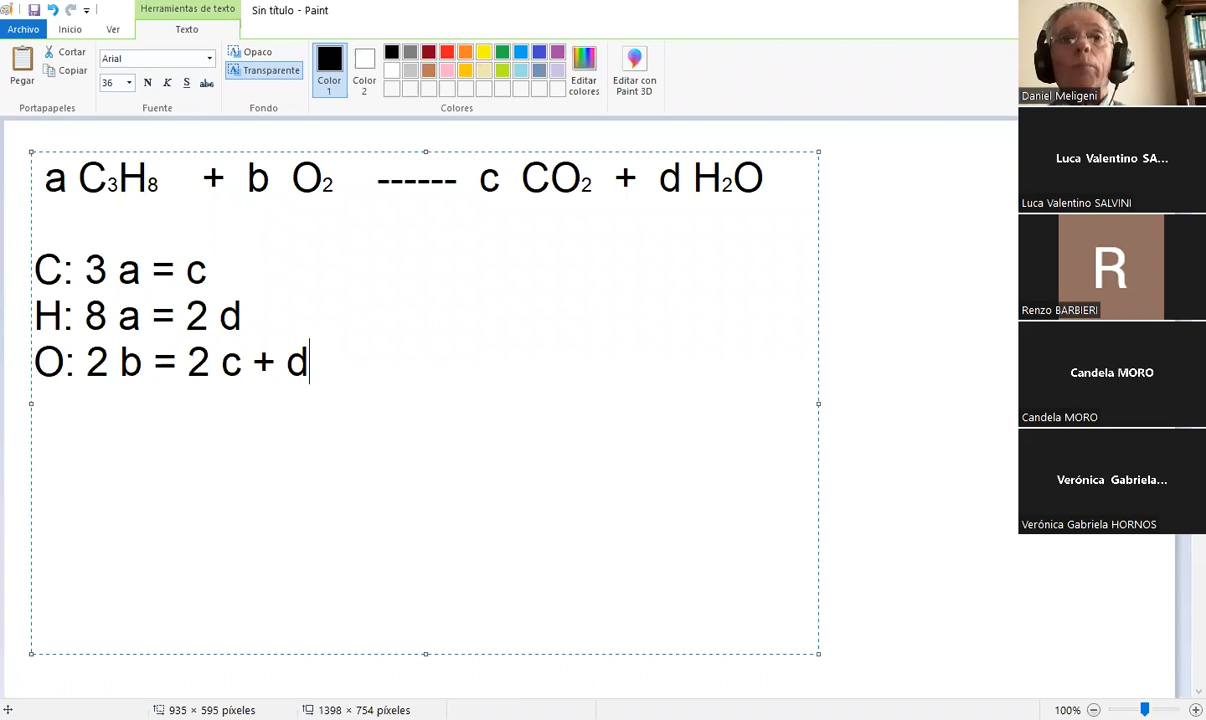 Herramientas de texto
Sin título - Paint
Archivo
Inicio
Ver
Texto
Pegar
Cortar
Copiar
Portapapeles
Arial
36
N K S abc
Fuente
Opaco
Transparente
Fondo
Color
1
Color
2
Editar
colores
Colores
Editar con
Paint 3D
a C₃H₈ + b O₂ ------ c CO₂ + d H₂O
C: 3 a = c
H: 8 a = 2 d
O: 2 b = 2 c + d
Daniel Meligeni
Luca Valentino SA...
Luca Valentino SALVINI
R
Renzo BARBIERI
Candela MORO
Candela MORO
Verónica Gabriela...
Verónica Gabriela HORNOS
935 × 595 píxeles
1398 × 754 píxeles
100%